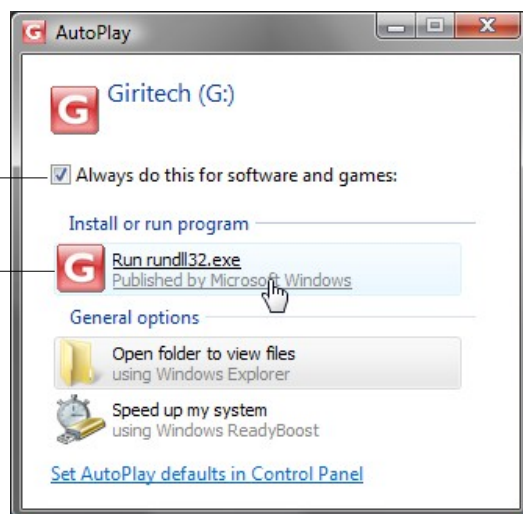 G AutoPlay
G Giritech (G:)
Always do this for software and games:
Install or run program
G Run rundll32.exe
Published by Microsoft Windows
General options
Open folder to view files
using Windows Explorer
Speed up my system
using Windows ReadyBoost
Set AutoPlay defaults in Control Panel